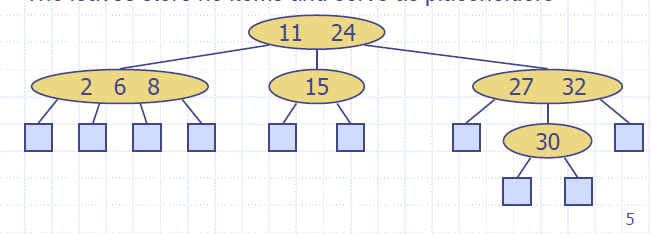 The leaves store no items and serve as placeholders
11 24
2 6 8 15 27 32
30
5